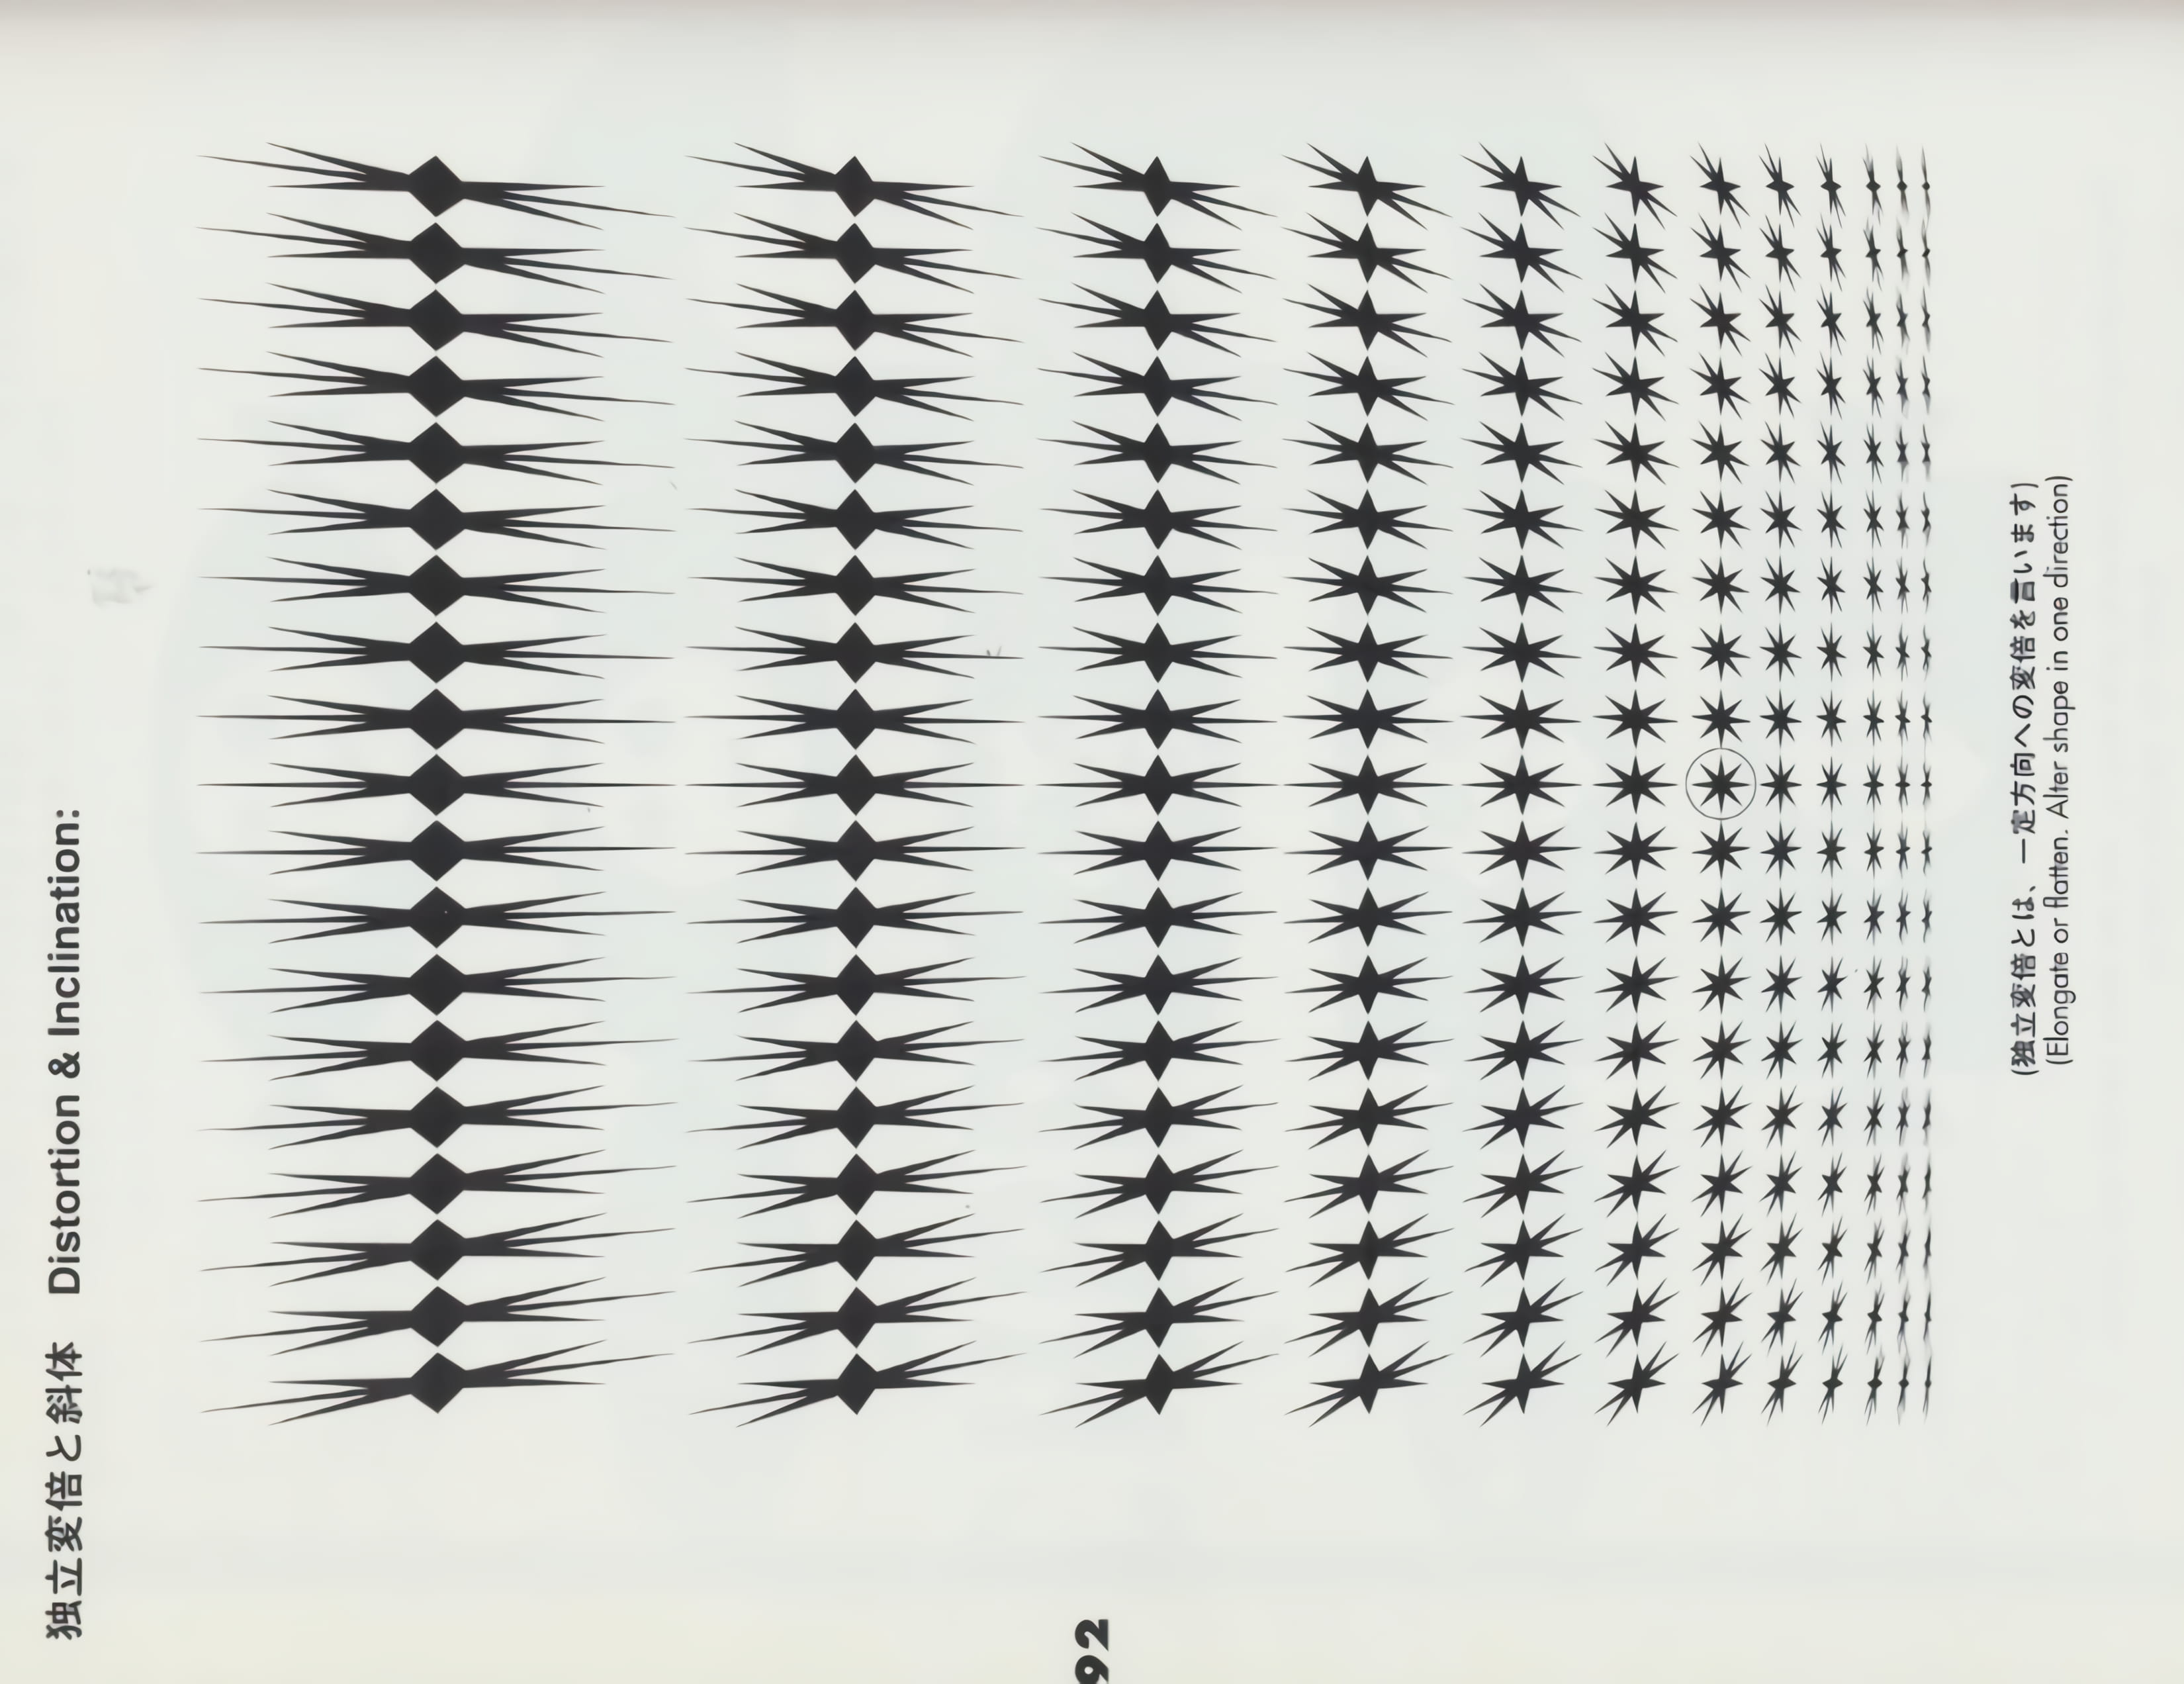 独立変倍と斜体 Distortion & Inclination:
(独立変倍とは、一定方向への変倍を言います)
(Elongate or flatten. Alter shape in one direction)
92